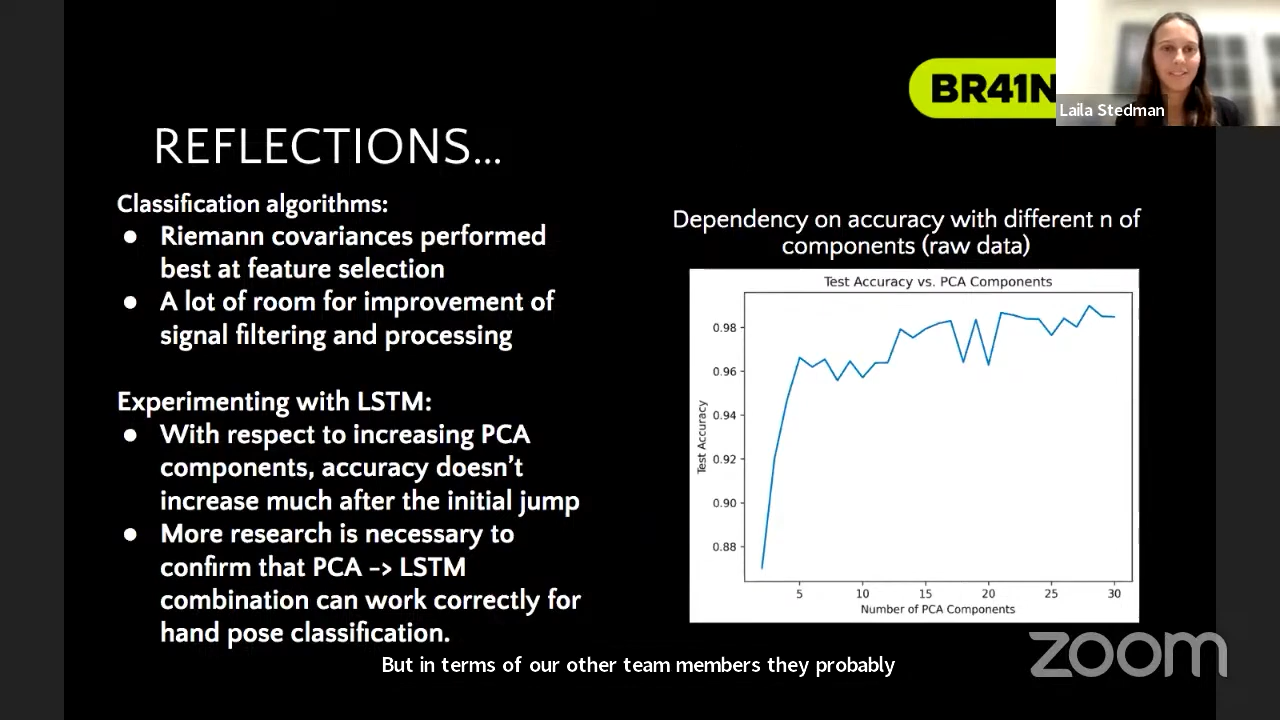 BR41N
Laila Stedman
REFLECTIONS...
Classification algorithms:
● Riemann covariances performed
best at feature selection
● A lot of room for improvement of
signal filtering and processing
Experimenting with LSTM:
● With respect to increasing PCA
components, accuracy doesn't
increase much after the initial jump
● More research is necessary to
confirm that PCA -> LSTM
combination can work correctly for
hand pose classification.
Dependency on accuracy with different n of
components (raw data)
Test Accuracy vs. PCA Components
Test Accuracy
0.98
0.96
0.94
0.92
0.90
0.88
5 10 15 20 25 30
Number of PCA Components
zoom
But in terms of our other team members they probably